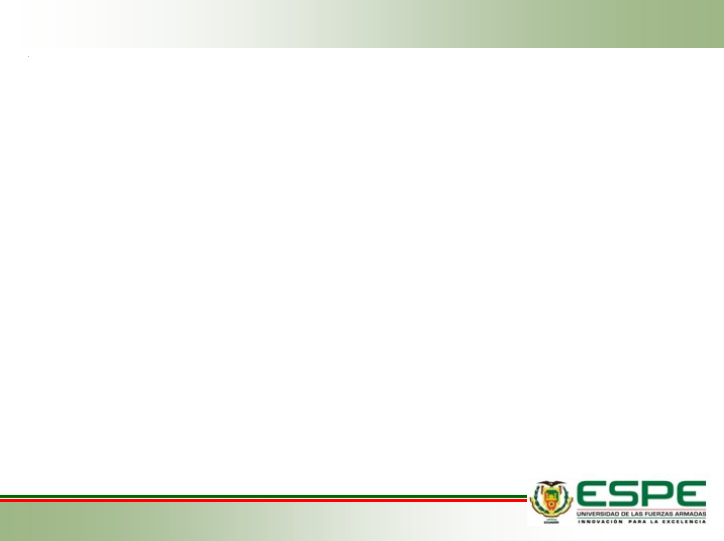 ESPE
UNIVERSIDAD DE LAS FUERZAS ARMADAS
INNOVACIÓN PARA LA EXCELENCIA